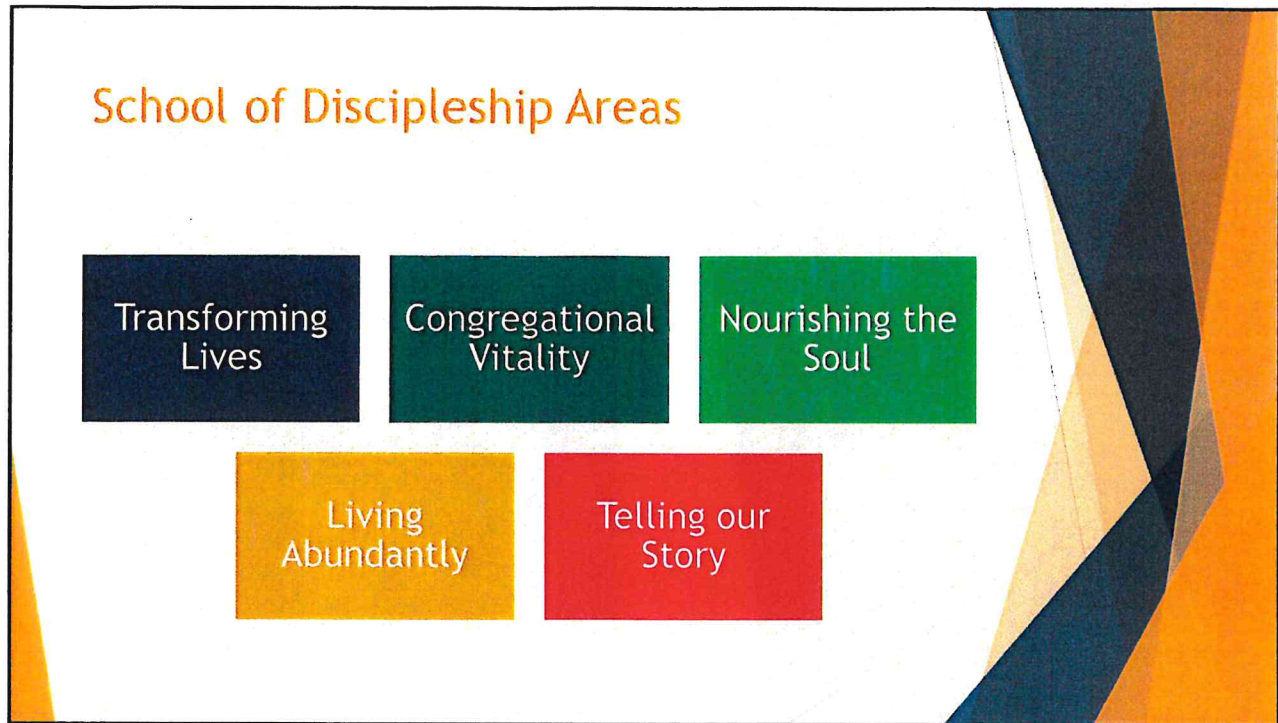 School of Discipleship Areas
Transforming
Lives
Congregational
Vitality
Nourishing the
Soul
Living
Abundantly
Telling our
Story